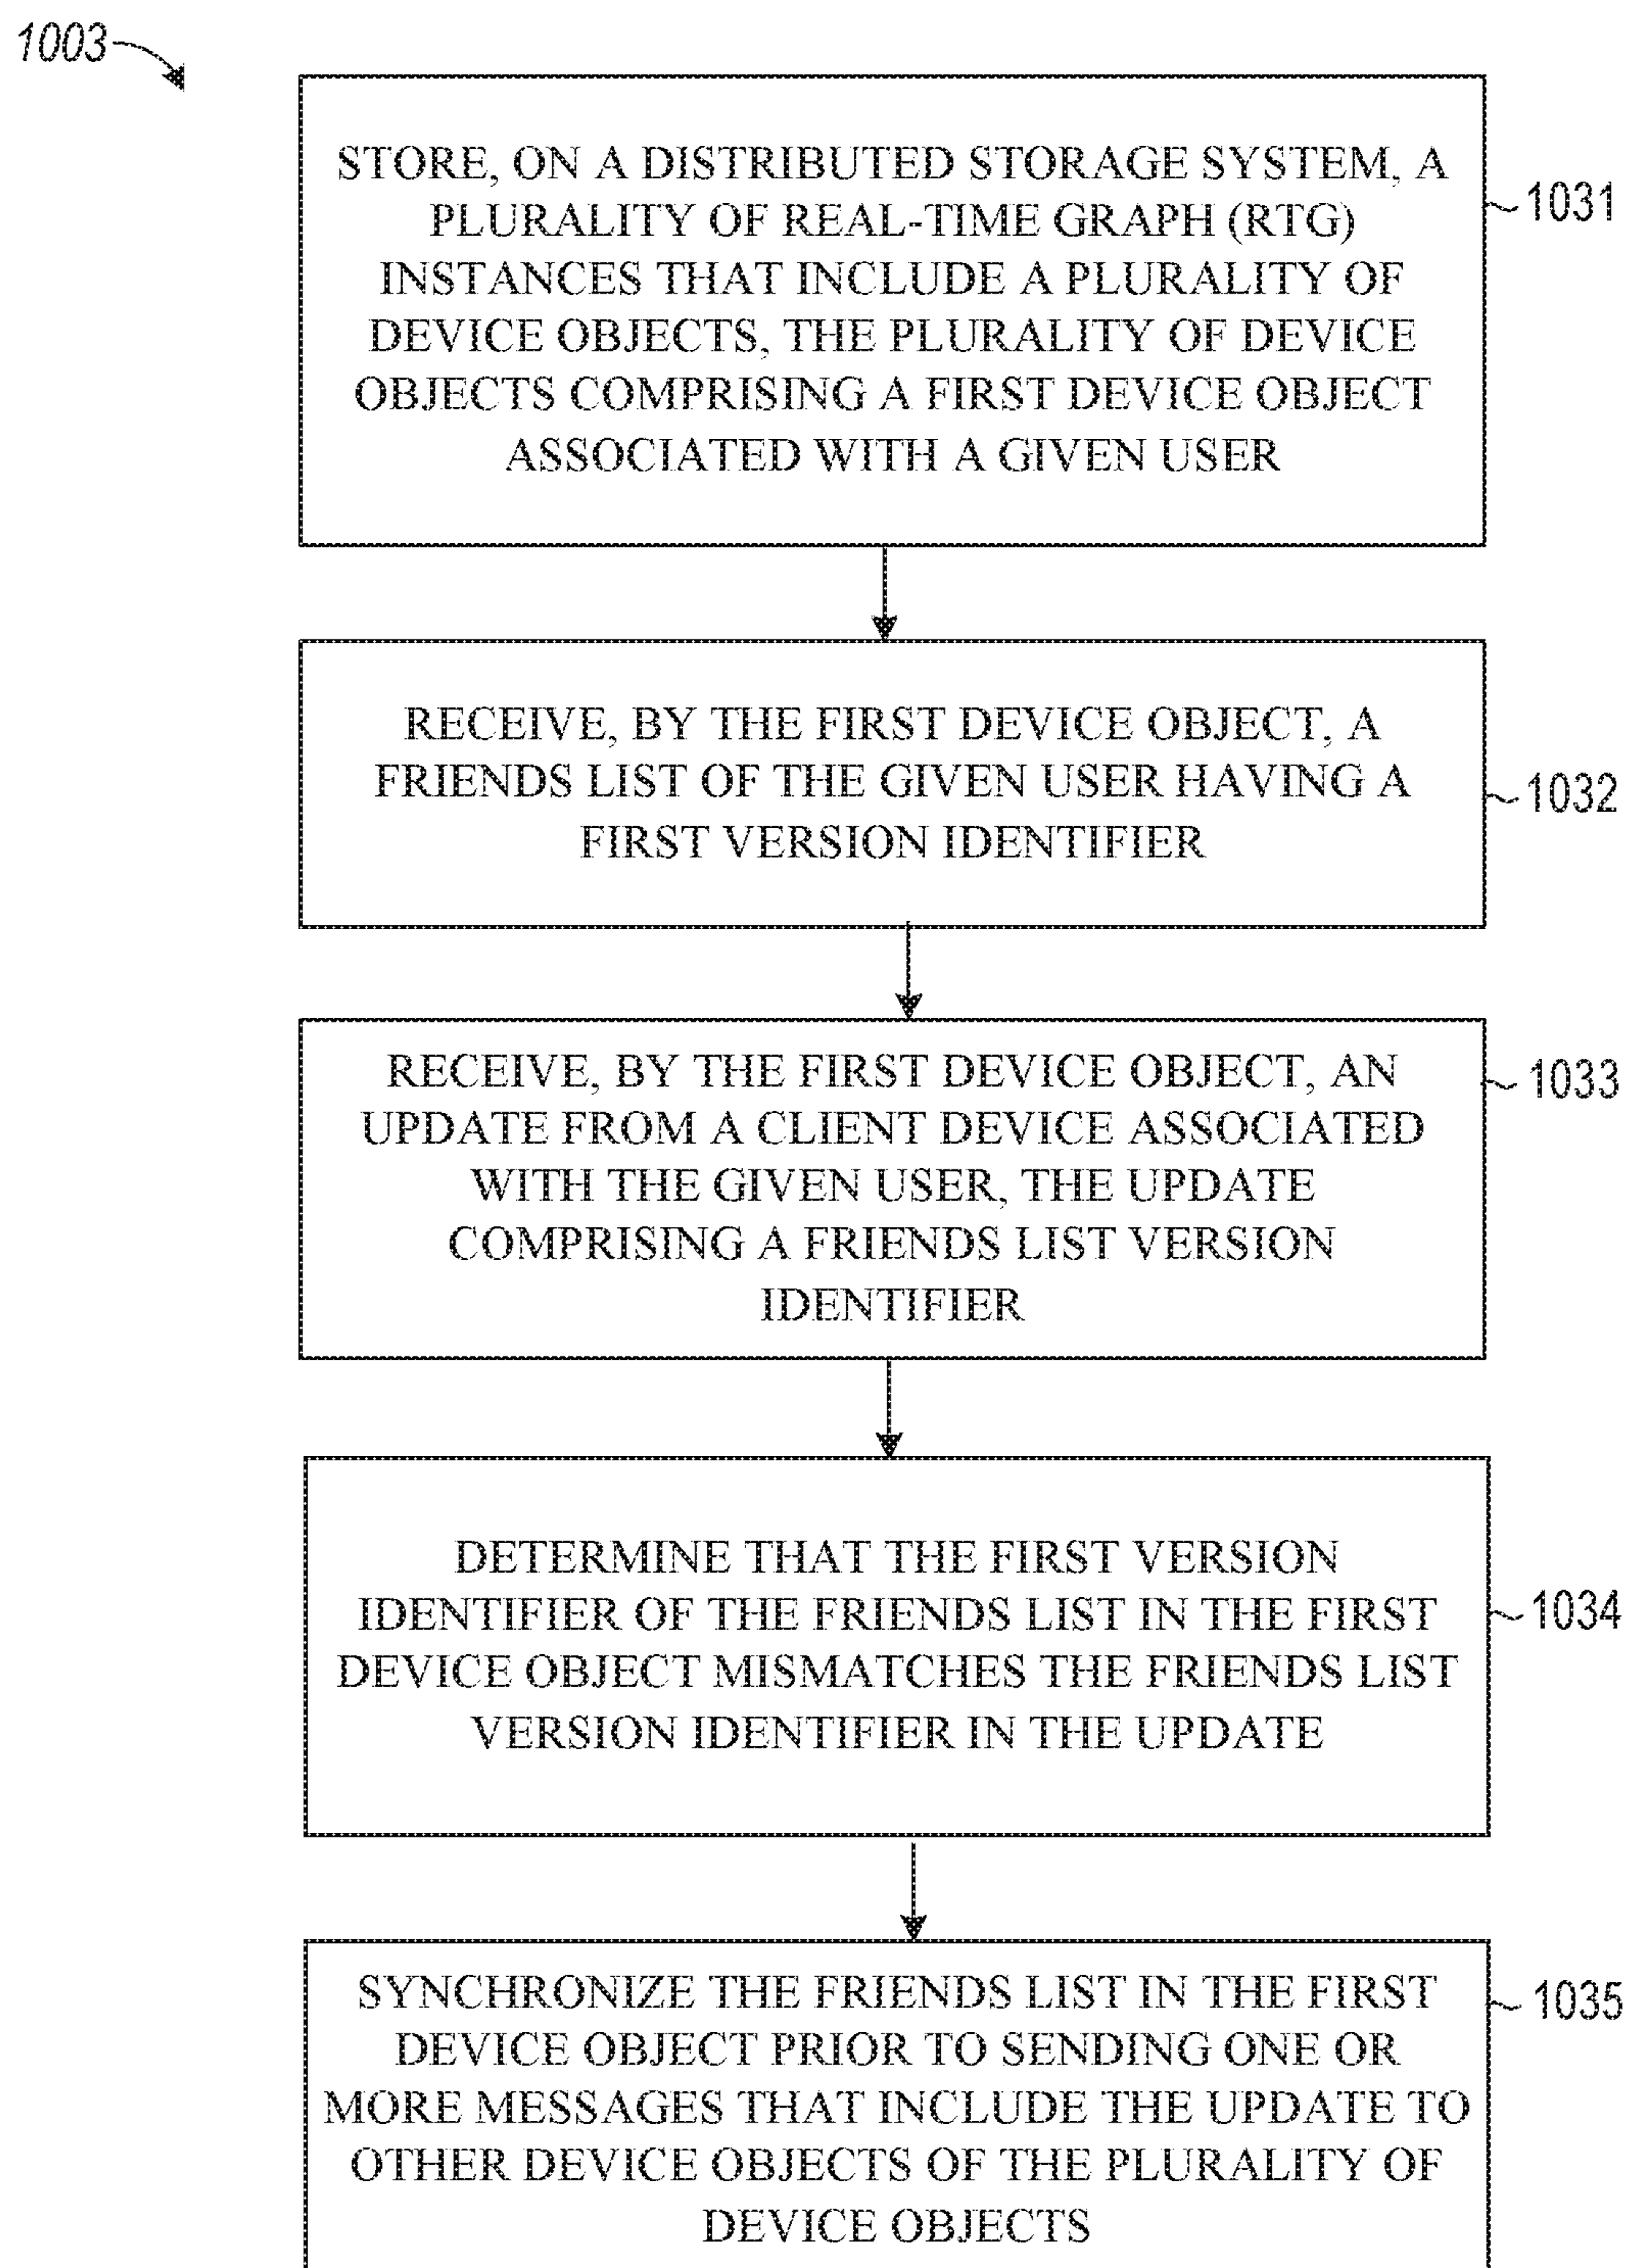 1003
STORE, ON A DISTRIBUTED STORAGE SYSTEM, A
PLURALITY OF REAL-TIME GRAPH (RTG)
INSTANCES THAT INCLUDE A PLURALITY OF
DEVICE OBJECTS, THE PLURALITY OF DEVICE
OBJECTS COMPRISING A FIRST DEVICE OBJECT
ASSOCIATED WITH A GIVEN USER
1031
RECEIVE, BY THE FIRST DEVICE OBJECT, A
FRIENDS LIST OF THE GIVEN USER HAVING A
FIRST VERSION IDENTIFIER
1032
RECEIVE, BY THE FIRST DEVICE OBJECT, AN
UPDATE FROM A CLIENT DEVICE ASSOCIATED
WITH THE GIVEN USER, THE UPDATE
COMPRISING A FRIENDS LIST VERSION
IDENTIFIER
1033
DETERMINE THAT THE FIRST VERSION
IDENTIFIER OF THE FRIENDS LIST IN THE FIRST
DEVICE OBJECT MISMATCHES THE FRIENDS LIST
VERSION IDENTIFIER IN THE UPDATE
1034
SYNCHRONIZE THE FRIENDS LIST IN THE FIRST
DEVICE OBJECT PRIOR TO SENDING ONE OR
MORE MESSAGES THAT INCLUDE THE UPDATE TO
OTHER DEVICE OBJECTS OF THE PLURALITY OF
DEVICE OBJECTS
1035